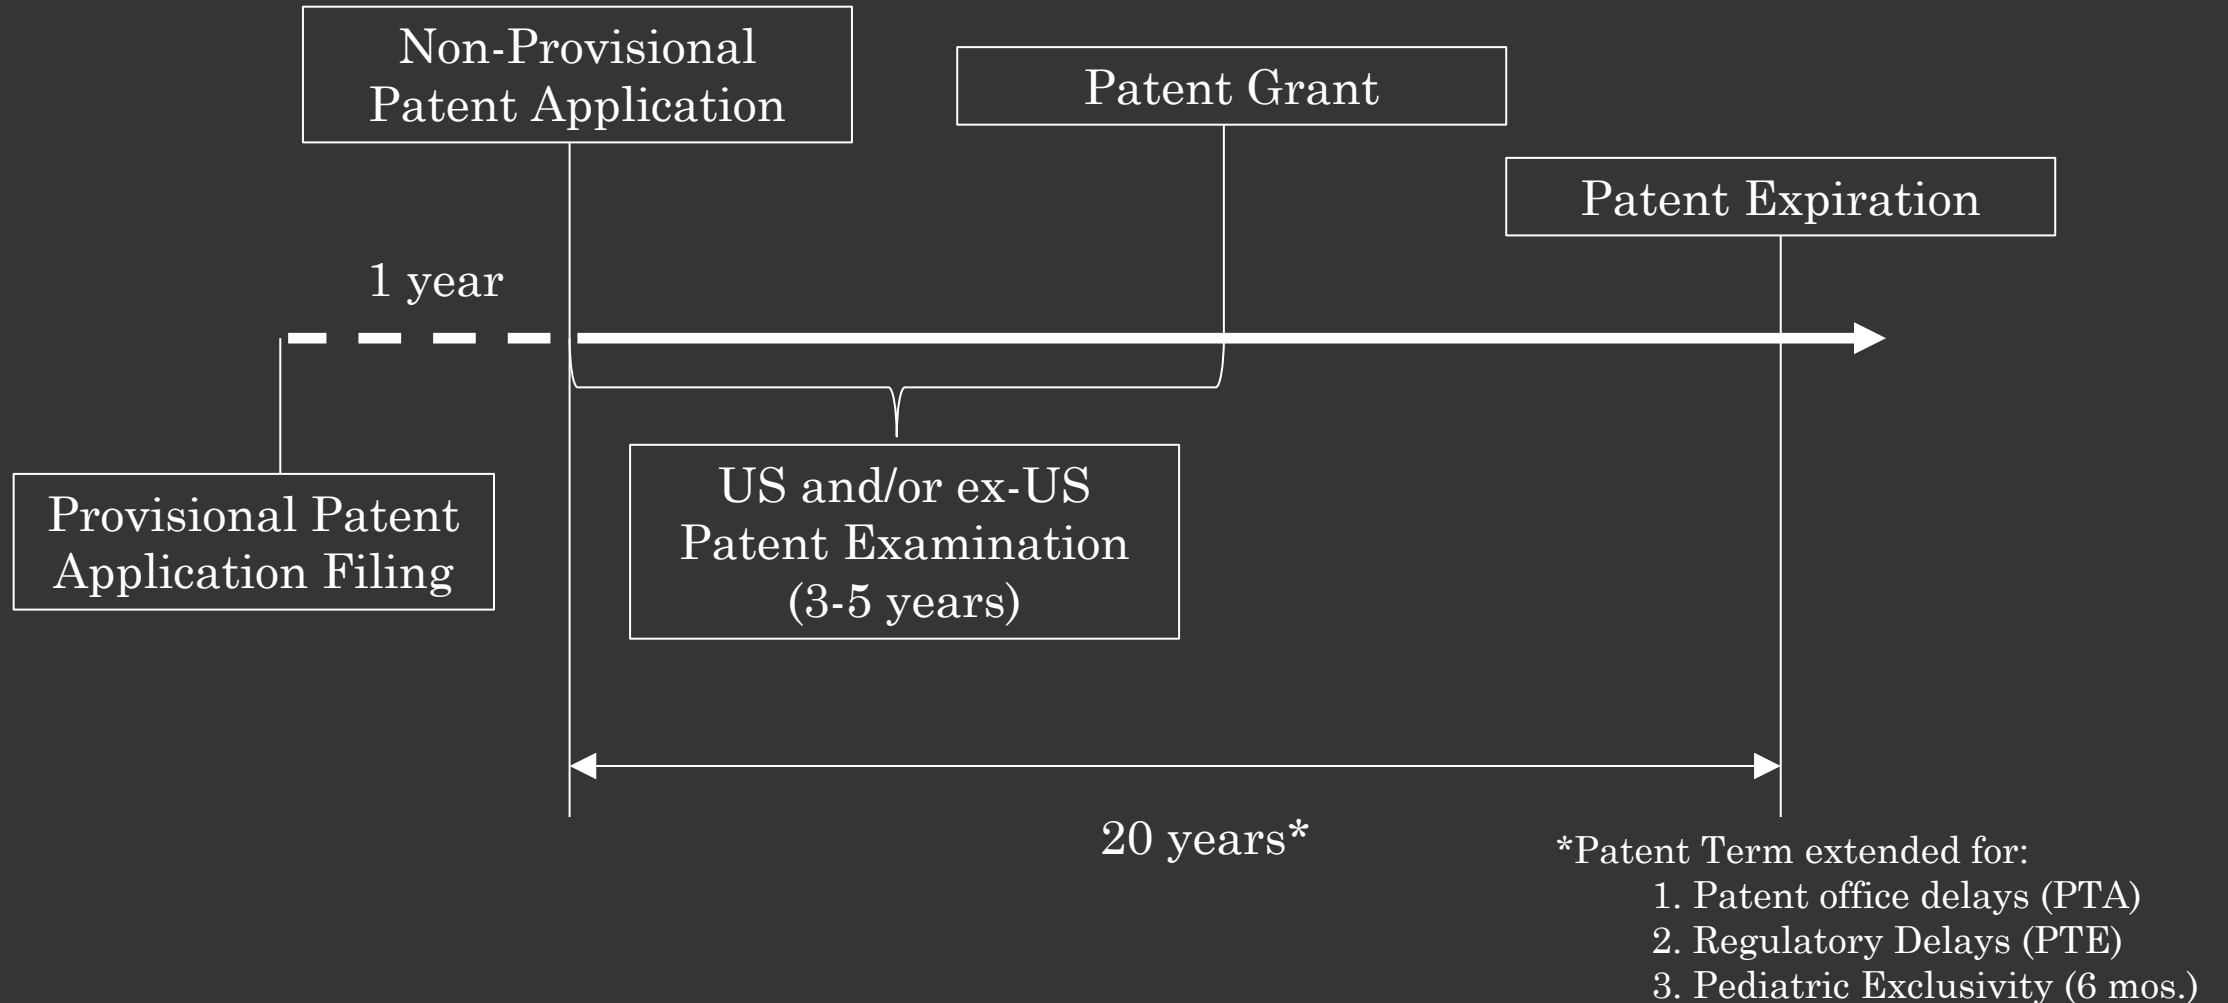 Non-Provisional
Patent Application
Patent Grant
Patent Expiration
1 year
Provisional Patent
Application Filing
US and/or ex-US
Patent Examination
(3-5 years)
20 years*
*Patent Term extended for:
1. Patent office delays (PTA)
2. Regulatory Delays (PTE)
3. Pediatric Exclusivity (6 mos.)